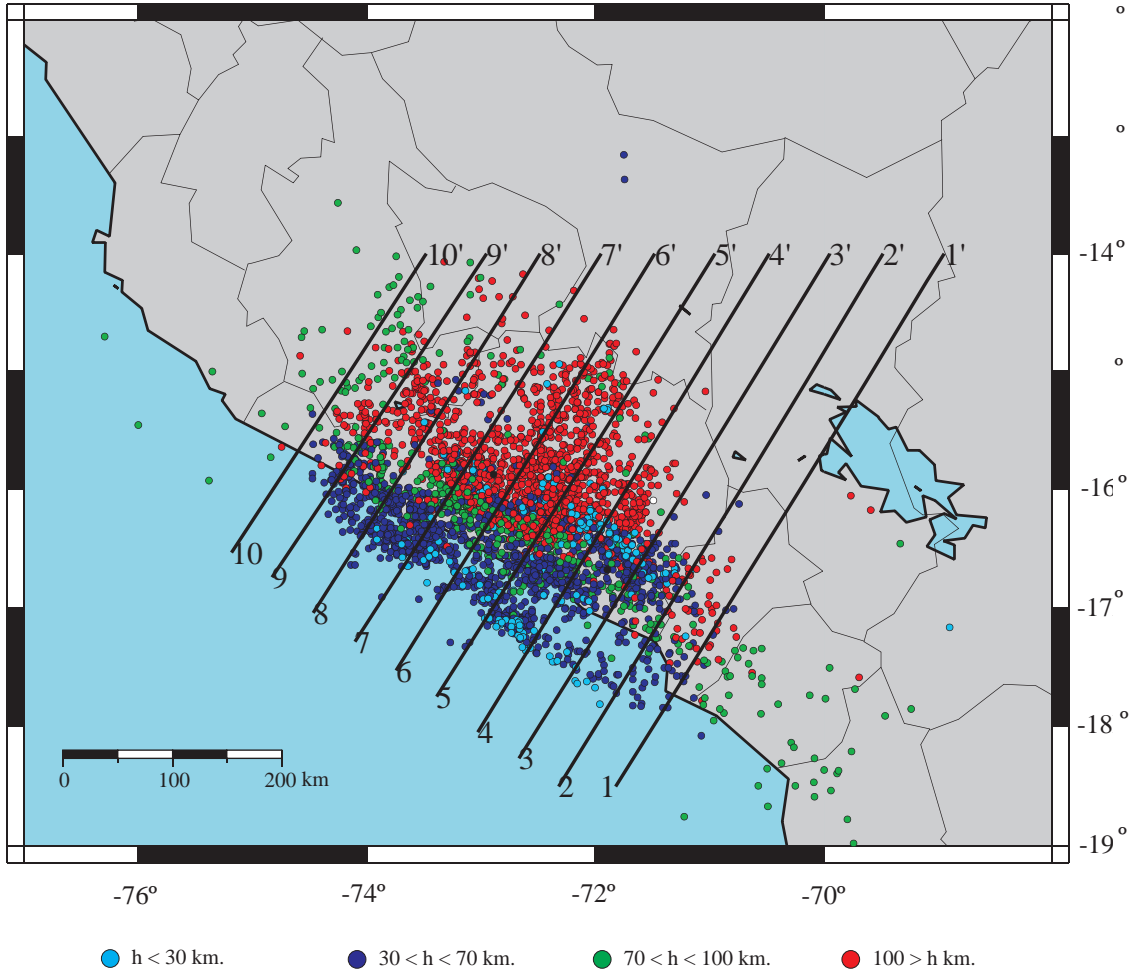 º
º
10' 9' 8' 7' 6' 5' 4' 3' 2' 1'
-14º
º
-16º
10
9
8
-17º
7
6
5
4
-18º
3
2 1
0 100 200 km
-19º
-76º -74º -72º -70º
h < 30 km. 30 < h < 70 km. 70 < h < 100 km. 100 > h km.